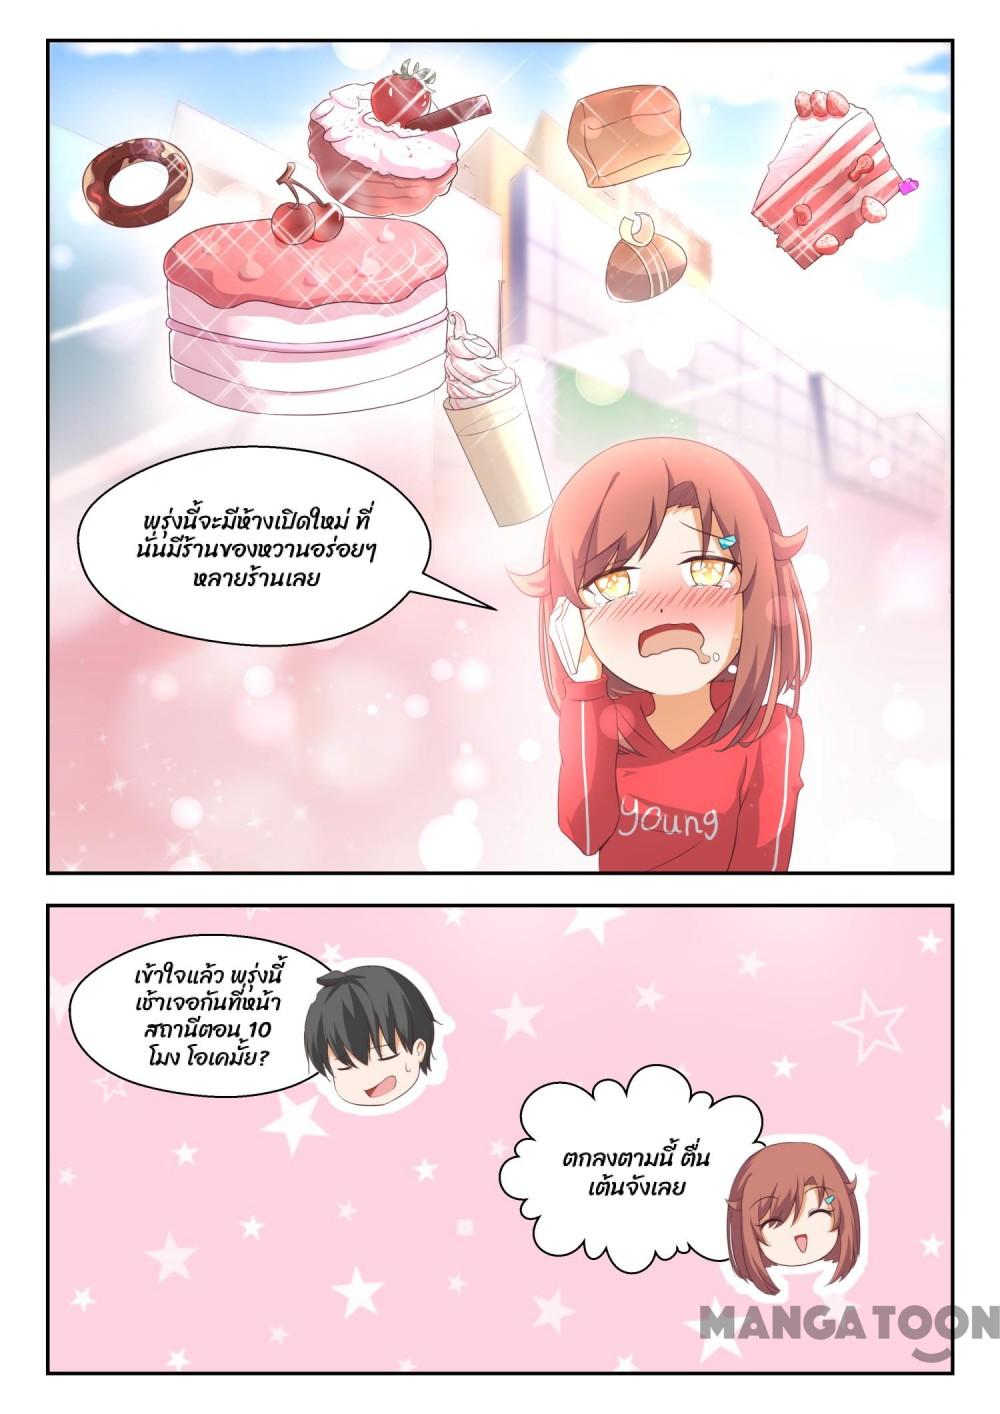 พรุ่งนี้จะมีห้างเปิดใหม่ ที่
นั่นมีร้านของหวานอร่อยๆ
หลายร้านเลย
young
เข้าใจแล้ว พรุ่งนี้
เช้าเจอกันที่หน้า
สถานีตอน 10
โมง โอเคมั้ย?
ตกลงตามนี้ ตื่น
เต้นจังเลย
MANGATOON